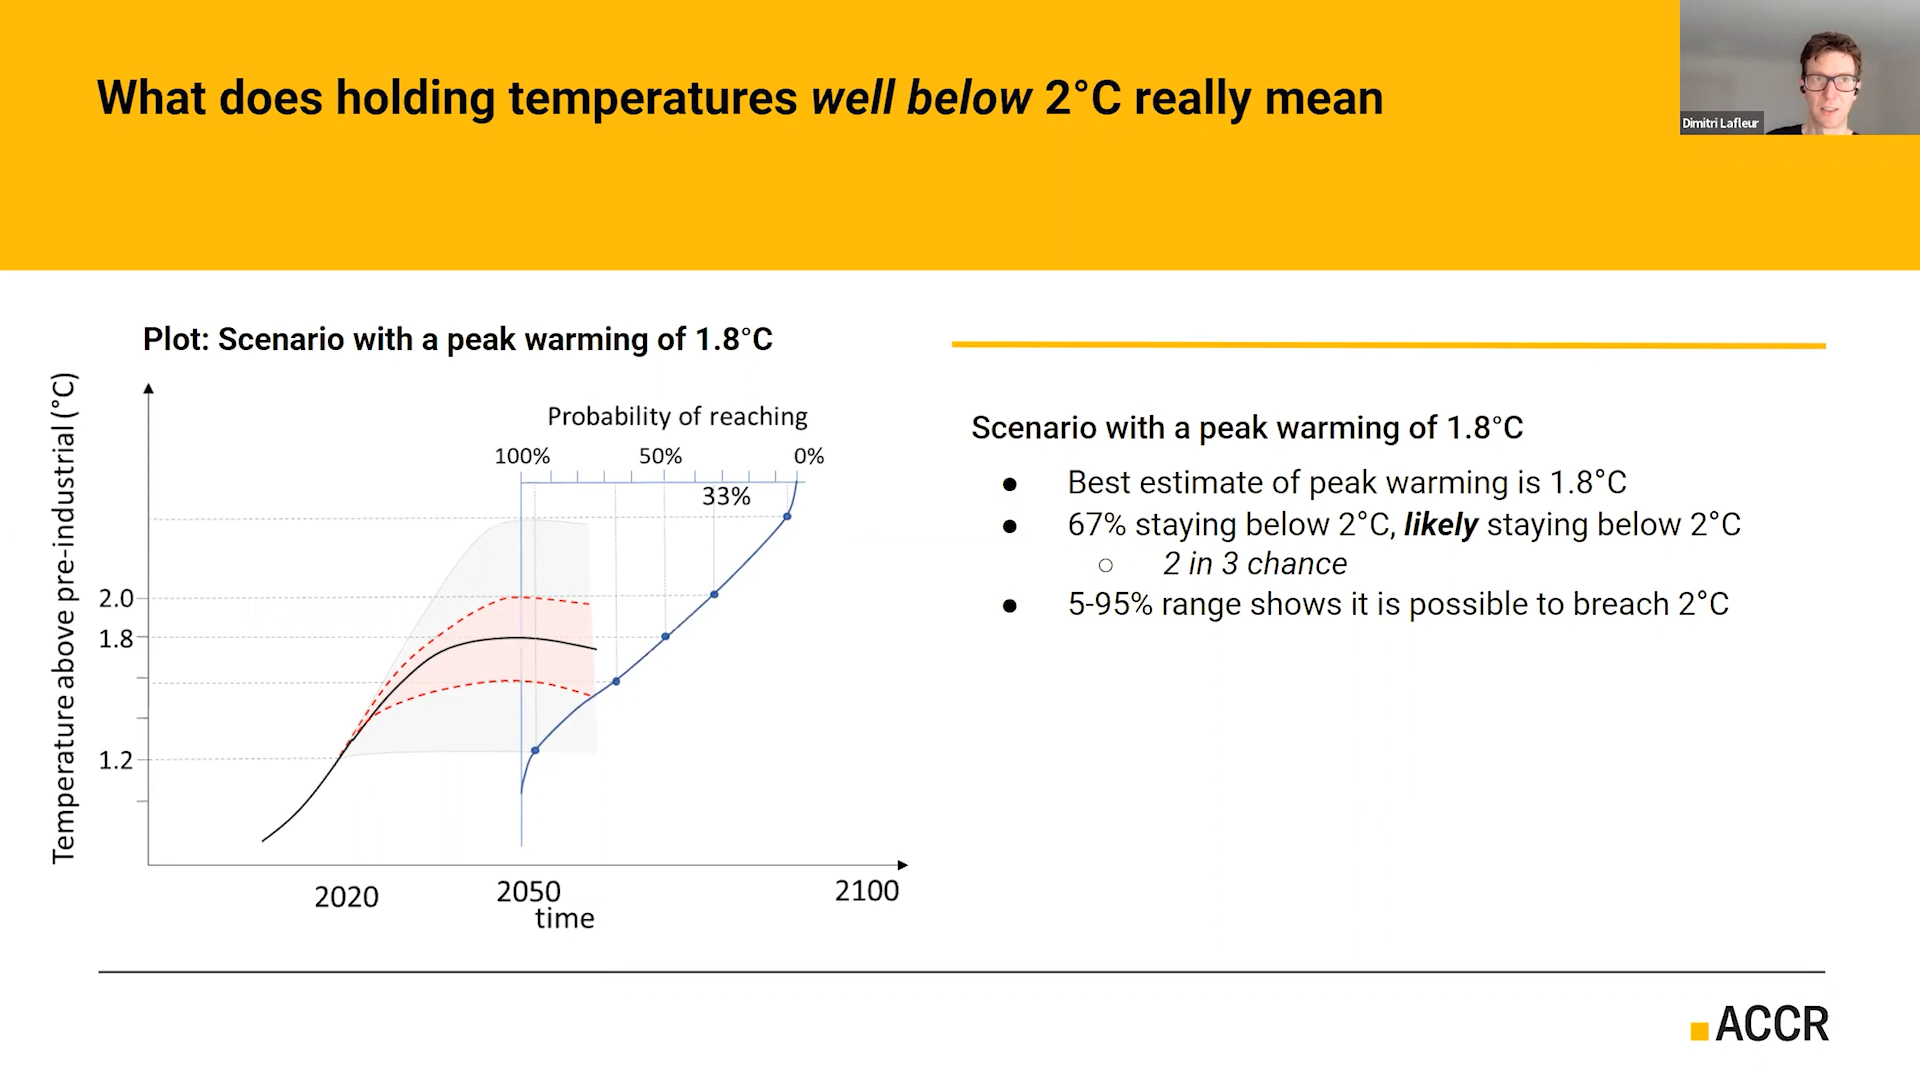 What does holding temperatures well below 2°C really mean
Dimitri Lafleur
Plot: Scenario with a peak warming of 1.8°C
Temperature above pre-industrial (°C)
Probability of reaching
100%
50%
0%
33%
2.0
1.8
1.2
2020
2050
2100
time
Scenario with a peak warming of 1.8°C
● Best estimate of peak warming is 1.8°C
● 67% staying below 2°C, likely staying below 2°C
○ 2 in 3 chance
● 5-95% range shows it is possible to breach 2°C
ACCR